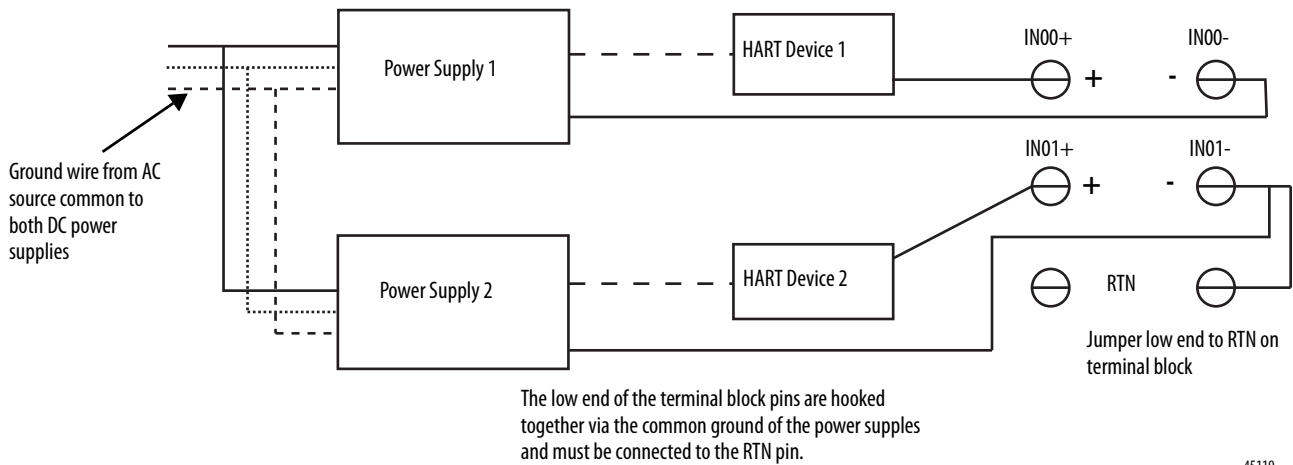 Power Supply 1
HART Device 1
IN00+
IN00-
+
-
Ground wire from AC
source common to
both DC power
supplies
IN01+
IN01-
+
-
Power Supply 2
HART Device 2
RTN
Jumper low end to RTN on
terminal block
The low end of the terminal block pins are hooked
together via the common ground of the power supples
and must be connected to the RTN pin.
45119